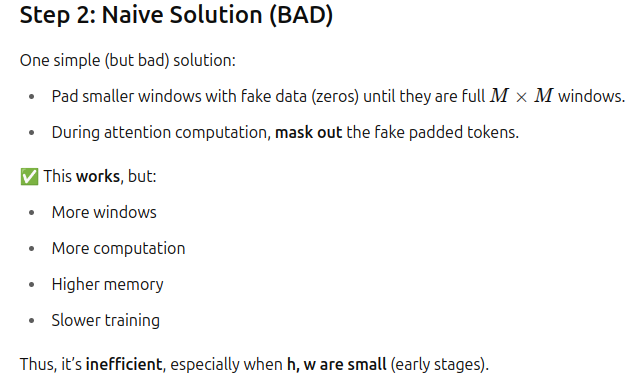 Step 2: Naive Solution (BAD)
One simple (but bad) solution:
• Pad smaller windows with fake data (zeros) until they are full M × M windows.
• During attention computation, mask out the fake padded tokens.
✅ This works, but:
• More windows
• More computation
• Higher memory
• Slower training
Thus, it’s inefficient, especially when h, w are small (early stages).